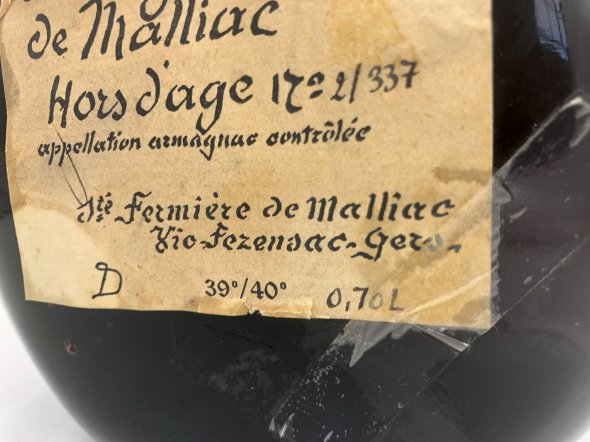 de Malliac
Hors d'age 17º 2/337
appellation armagnac contrôlée
Sté Fermière de Malliac
Vic-Fezensac-Gers-
D 39°/40° 0,70L